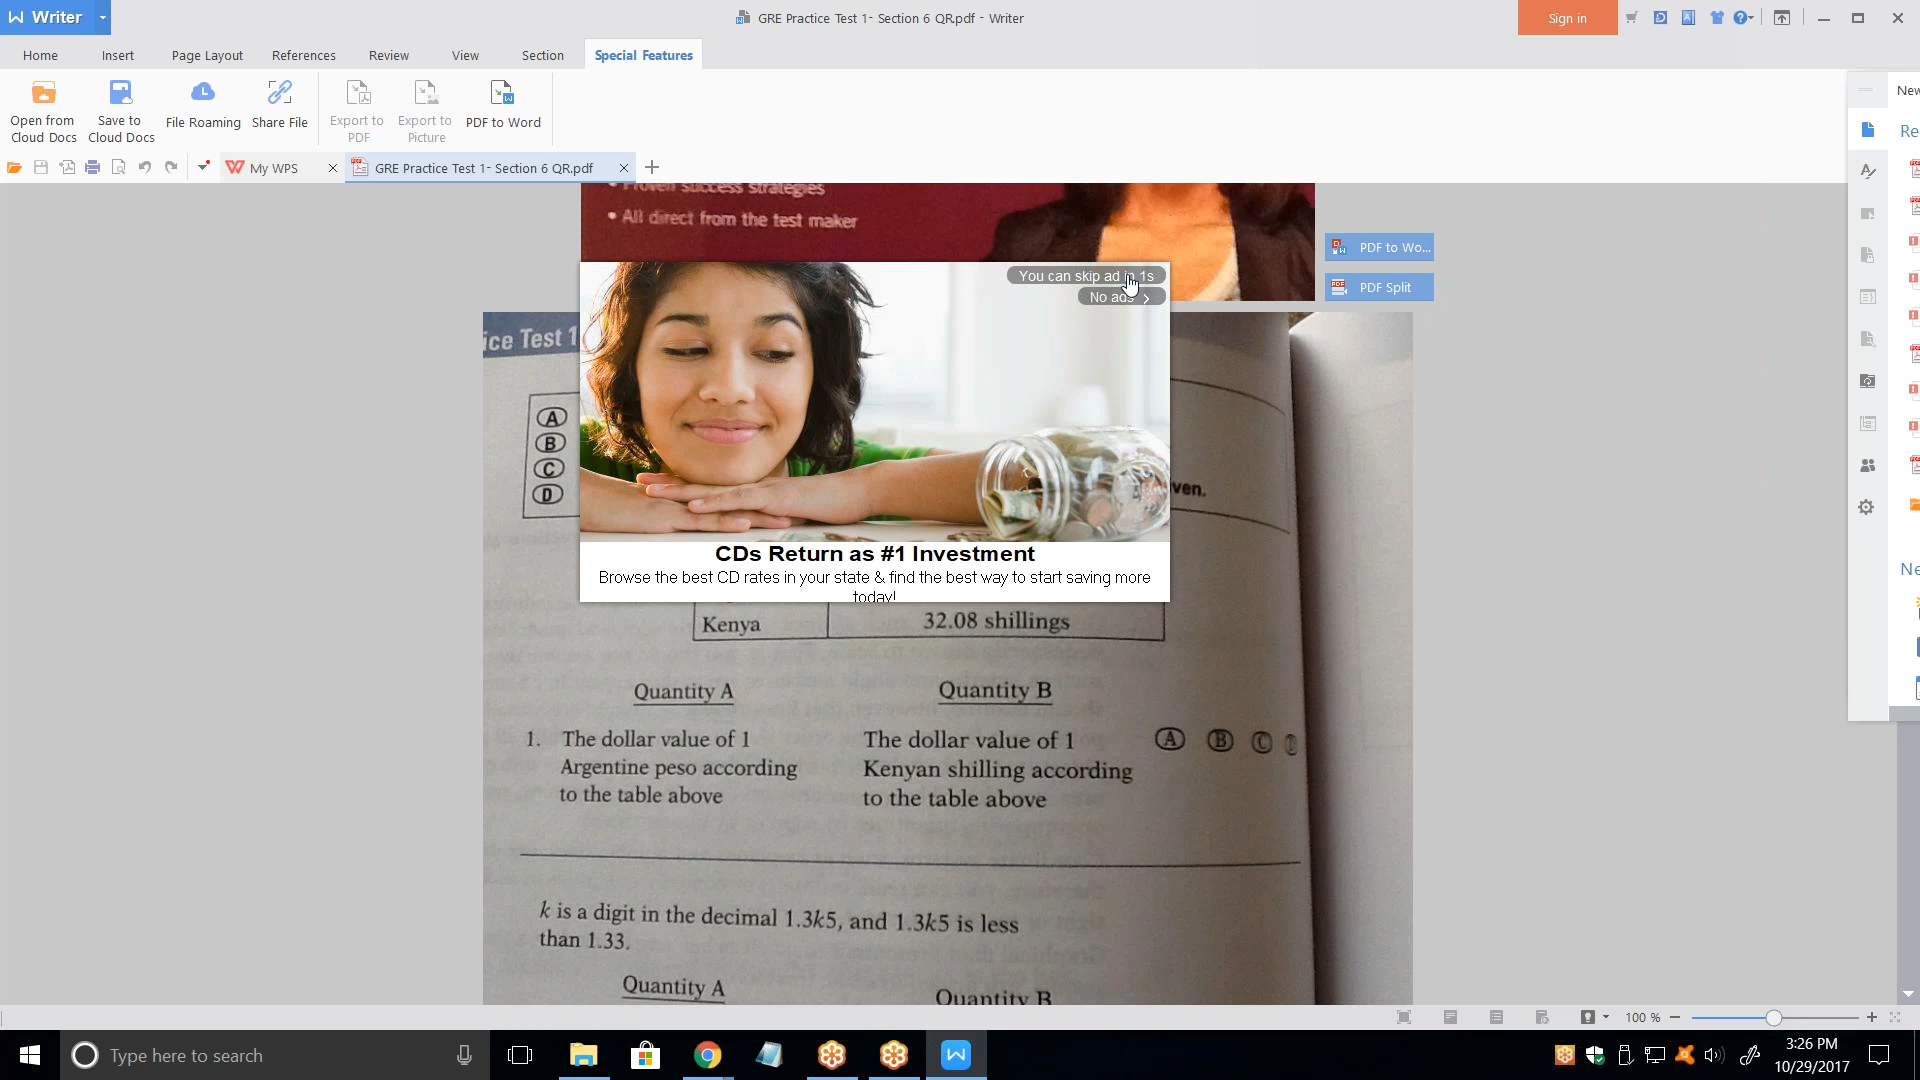 Writer
GRE Practice Test 1- Section 6 QR.pdf - Writer
Sign in
Home
Insert
Page Layout
References
Review
View
Section
Special Features
Open from
Cloud Docs
Save to
Cloud Docs
File Roaming
Share File
Export to
PDF
Export to
Picture
PDF to Word
New
Re
My WPS
GRE Practice Test 1- Section 6 QR.pdf
• Proven success strategies
• All direct from the test maker
PDF to Wo...
PDF Split
You can skip ad in 1s
No ads
ice Test 1
A
B
C
D
ven.
CDs Return as #1 Investment
Browse the best CD rates in your state & find the best way to start saving more
today!
Ne
Kenya
32.08 shillings
Quantity A
Quantity B
1. The dollar value of 1
Argentine peso according
to the table above
The dollar value of 1
Kenyan shilling according
to the table above
A B C
k is a digit in the decimal 1.3k5, and 1.3k5 is less
than 1.33.
Quantity A
Quantity B
100 %
Type here to search
3:26 PM
10/29/2017